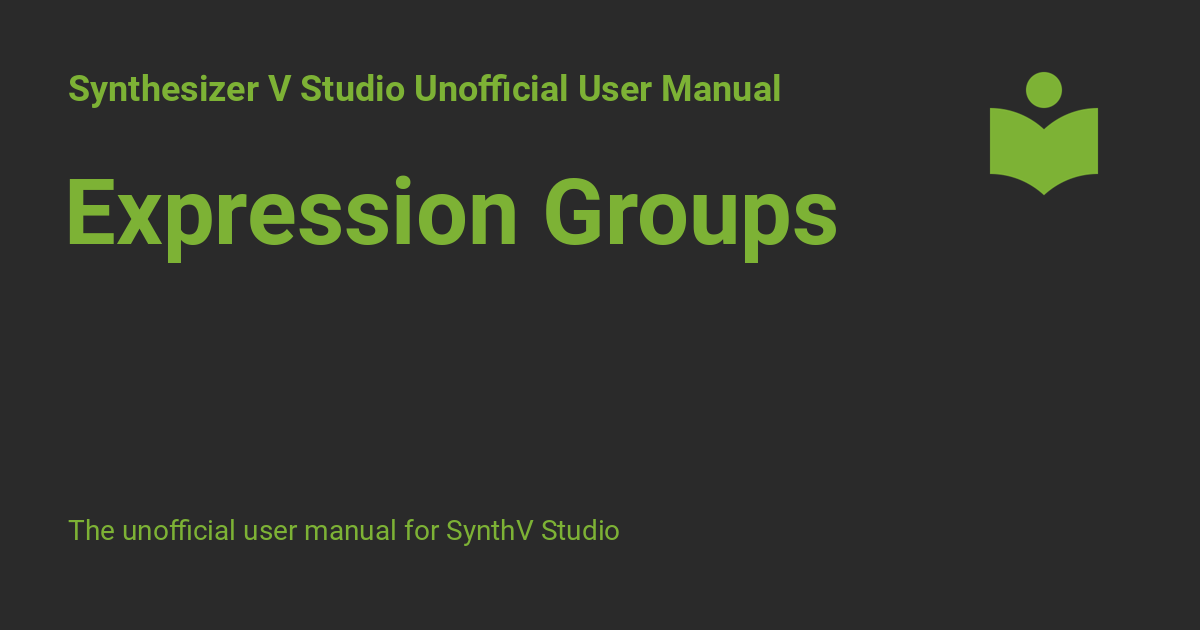 Synthesizer V Studio Unofficial User Manual
Expression Groups
The unofficial user manual for SynthV Studio